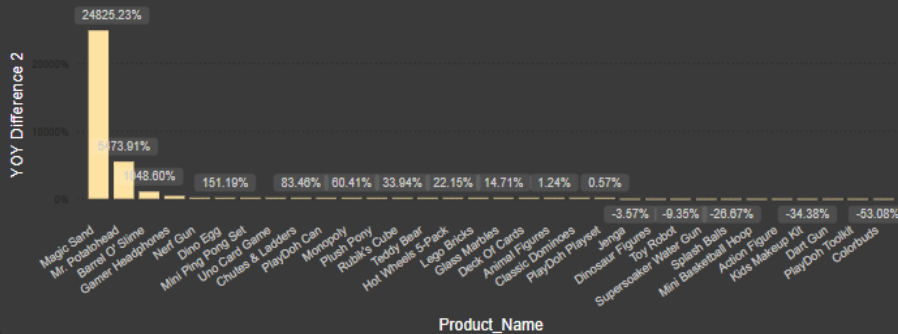 24825.23%
YOY Difference 2
20000%
5473.91%
10000%
1048.60%
151.19%
83.46%
60.41%
33.94%
22.15%
14.71%
1.24%
0.57%
0%
-3.57%
-9.35%
-26.67%
-34.38%
-53.08%
Magic Sand
Mr. Potatohead
Barrel O' Slime
Gamer Headphones
Nerf Gun
Dino Egg
Mini Ping Pong Set
Uno Card Game
Chutes & Ladders
PlayDoh Can
Monopoly
Plush Pony
Rubik's Cube
Teddy Bear
Hot Wheels 5-Pack
Lego Bricks
Glass Marbles
Deck Of Cards
Animal Figures
Classic Dominoes
PlayDoh Playset
Jenga
Dinosaur Figures
Toy Robot
Supersoaker Water Gun
Splash Balls
Mini Basketball Hoop
Action Figure
Kids Makeup Kit
Dart Gun
PlayDoh Toolkit
Colorbuds
Product_Name